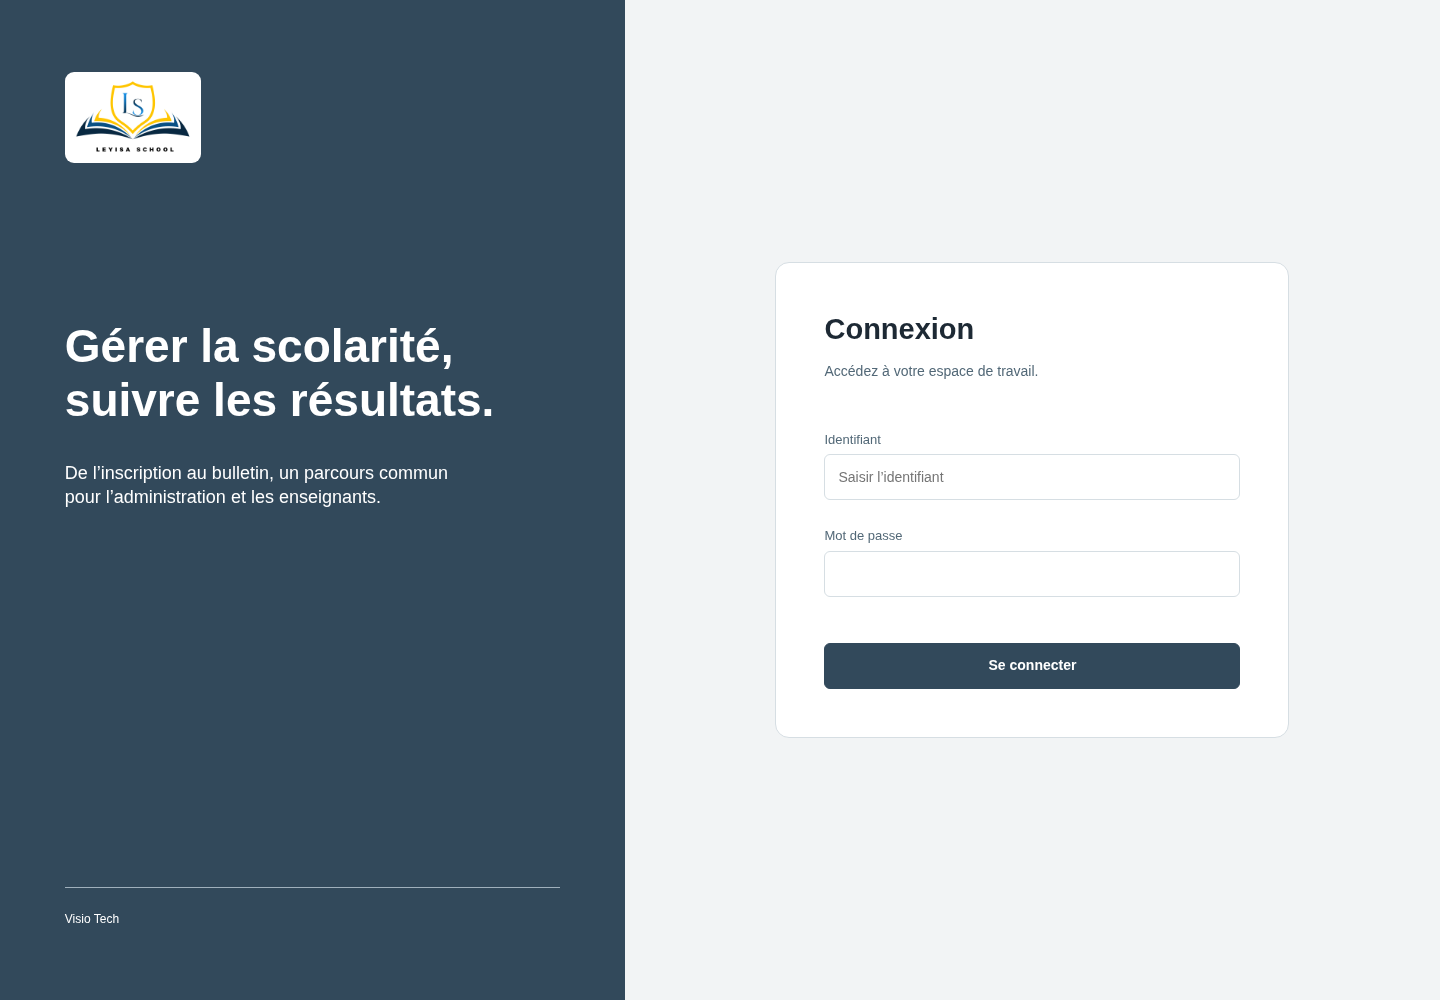 LS
LEYISA SCHOOL
Gérer la scolarité,
suivre les résultats.
De l’inscription au bulletin, un parcours commun
pour l’administration et les enseignants.
Visio Tech
Connexion
Accédez à votre espace de travail.
Identifiant
Saisir l’identifiant
Mot de passe
Se connecter